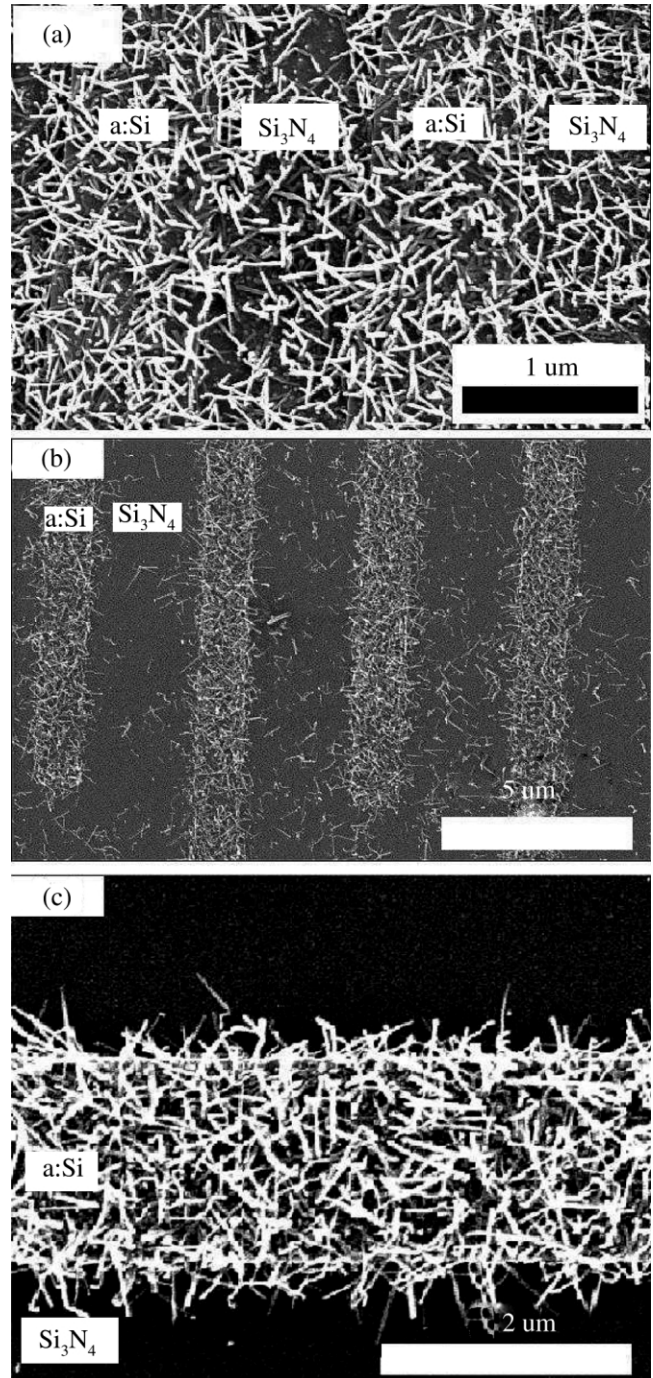 (a)
a:Si Si₃N₄ a:Si Si₃N₄
1 um
(b)
a:Si Si₃N₄
5 um
(c)
a:Si
Si₃N₄
2 um